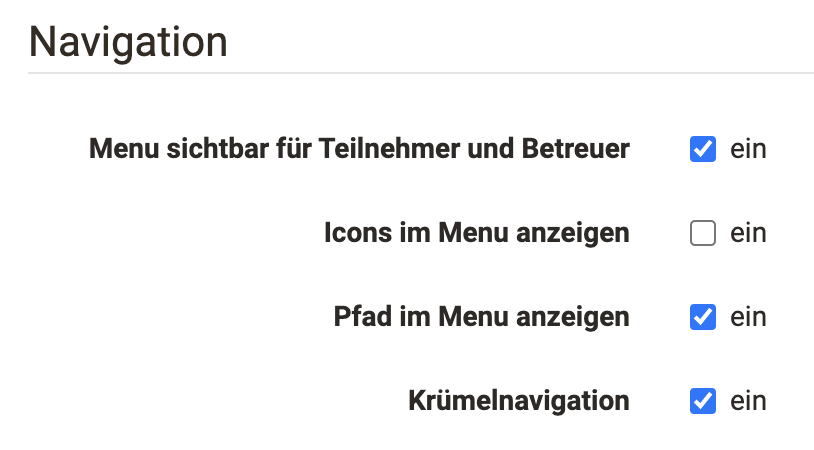 Navigation
Menu sichtbar für Teilnehmer und Betreuer ein
Icons im Menu anzeigen ein
Pfad im Menu anzeigen ein
Krümelnavigation ein